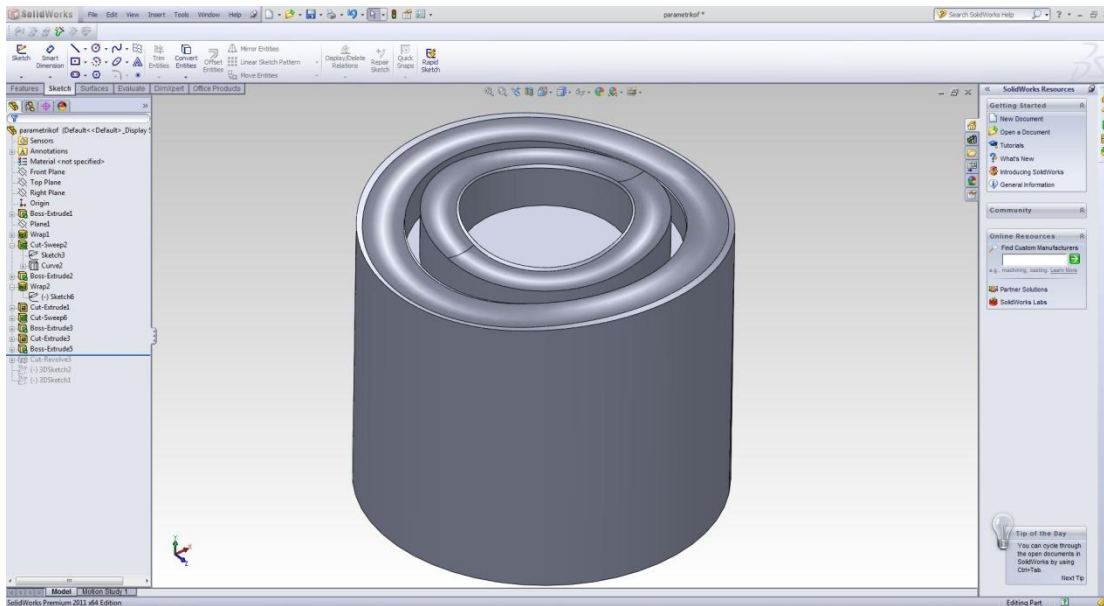 SolidWorks File Edit View Insert Tools Window Help parametrikof * Search SolidWorks Help
Sketch Smart Dimension Trim Entities Convert Entities Offset Entities Mirror Entities Linear Sketch Pattern Move Entities Display/Delete Relations Repair Sketch Quick Snaps Rapid Sketch
Features Sketch Surfaces Evaluate DimXpert Office Products
parametrikof (Default<<Default>_Display
Sensors
Annotations
Material <not specified>
Front Plane
Top Plane
Right Plane
Origin
Boss-Extrude1
Plane1
Wrap1
Cut-Sweep2
Sketch3
Curve2
Boss-Extrude2
Wrap2
(-) Sketch6
Cut-Extrude1
Cut-Sweep6
Boss-Extrude3
Cut-Extrude3
Boss-Extrude5
Cut-Revolve3
(-) 3DSketch2
(-) 3DSketch1
SolidWorks Resources
Getting Started
New Document
Open a Document
Tutorials
What's New
Introducing SolidWorks
General Information
Community
Online Resources
Find Custom Manufacturers
e.g., machining, casting Learn More
Partner Solutions
SolidWorks Labs
Tip of the Day
You can cycle through
the open documents in
SolidWorks by using
Ctrl+Tab.
Next Tip
Model Motion Study 1
SolidWorks Premium 2011 x64 Edition Editing Part